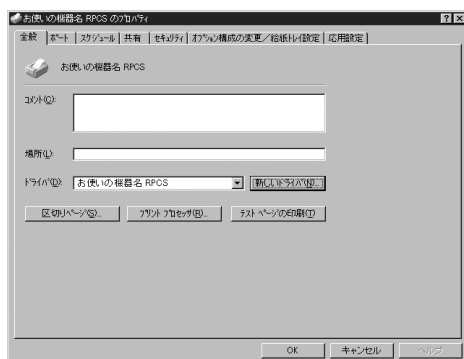 お使いの機器名 RPCS のプロパティ
全般 ポート スケジュール 共有 セキュリティ オプション構成の変更／給紙トレイ設定 応用設定
お使いの機器名 RPCS
コメント(C):
場所(L):
ドライバ(D): お使いの機器名 RPCS 新しいドライバ(N)...
区切りページ(S)... プリント プロセッサ(R)... テスト ページの印刷(T)
OK キャンセル ヘルプ